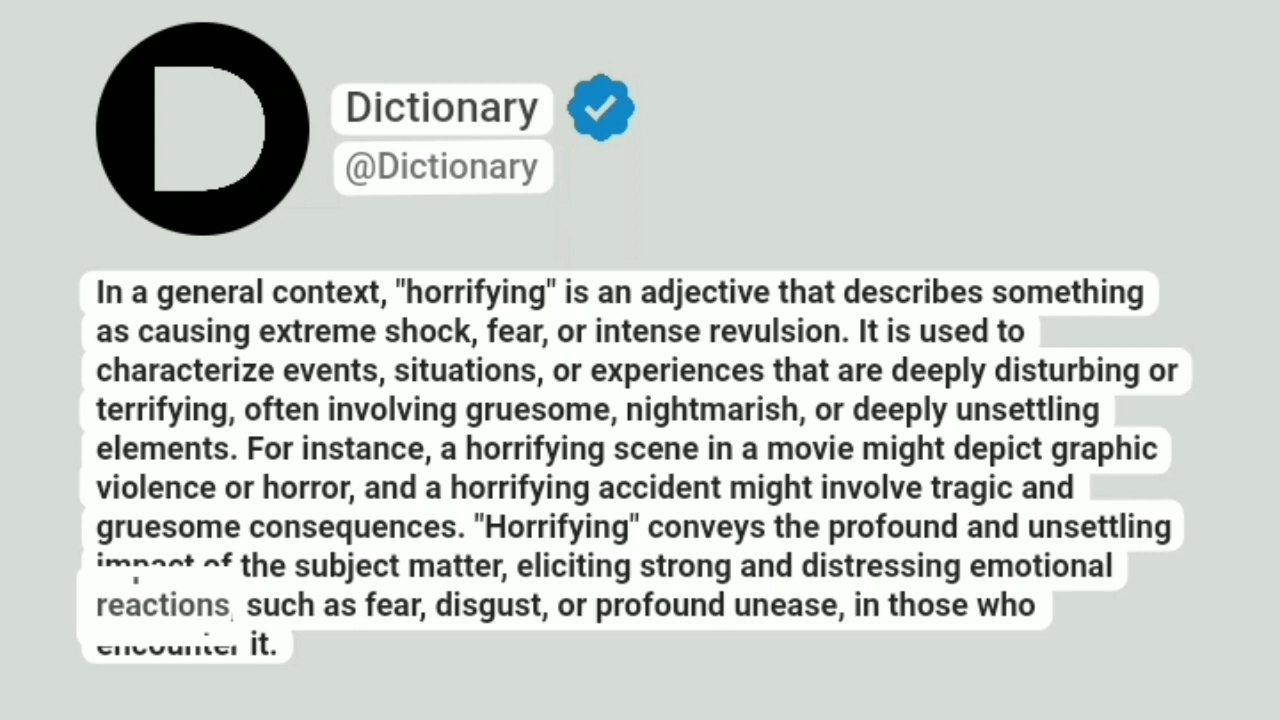 D
Dictionary
@Dictionary
In a general context, "horrifying" is an adjective that describes something
as causing extreme shock, fear, or intense revulsion. It is used to
characterize events, situations, or experiences that are deeply disturbing or
terrifying, often involving gruesome, nightmarish, or deeply unsettling
elements. For instance, a horrifying scene in a movie might depict graphic
violence or horror, and a horrifying accident might involve tragic and
gruesome consequences. "Horrifying" conveys the profound and unsettling
impact of the subject matter, eliciting strong and distressing emotional
reactions, such as fear, disgust, or profound unease, in those who
encounter it.